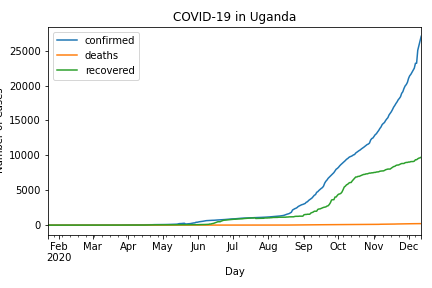 COVID-19 in Uganda
confirmed
deaths
recovered
25000
20000
15000
10000
5000
0
Feb Mar Apr May Jun Jul Aug Sep Oct Nov Dec
2020
Day